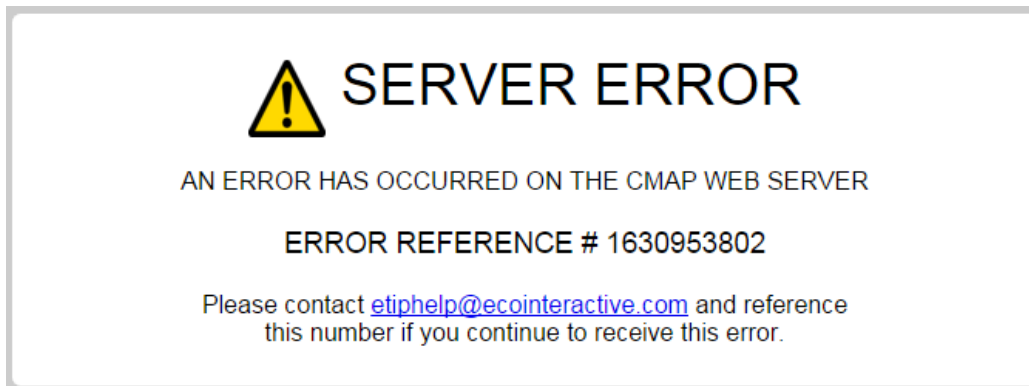 SERVER ERROR
AN ERROR HAS OCCURRED ON THE CMAP WEB SERVER
ERROR REFERENCE # 1630953802
Please contact etiphelp@ecointeractive.com and reference
this number if you continue to receive this error.